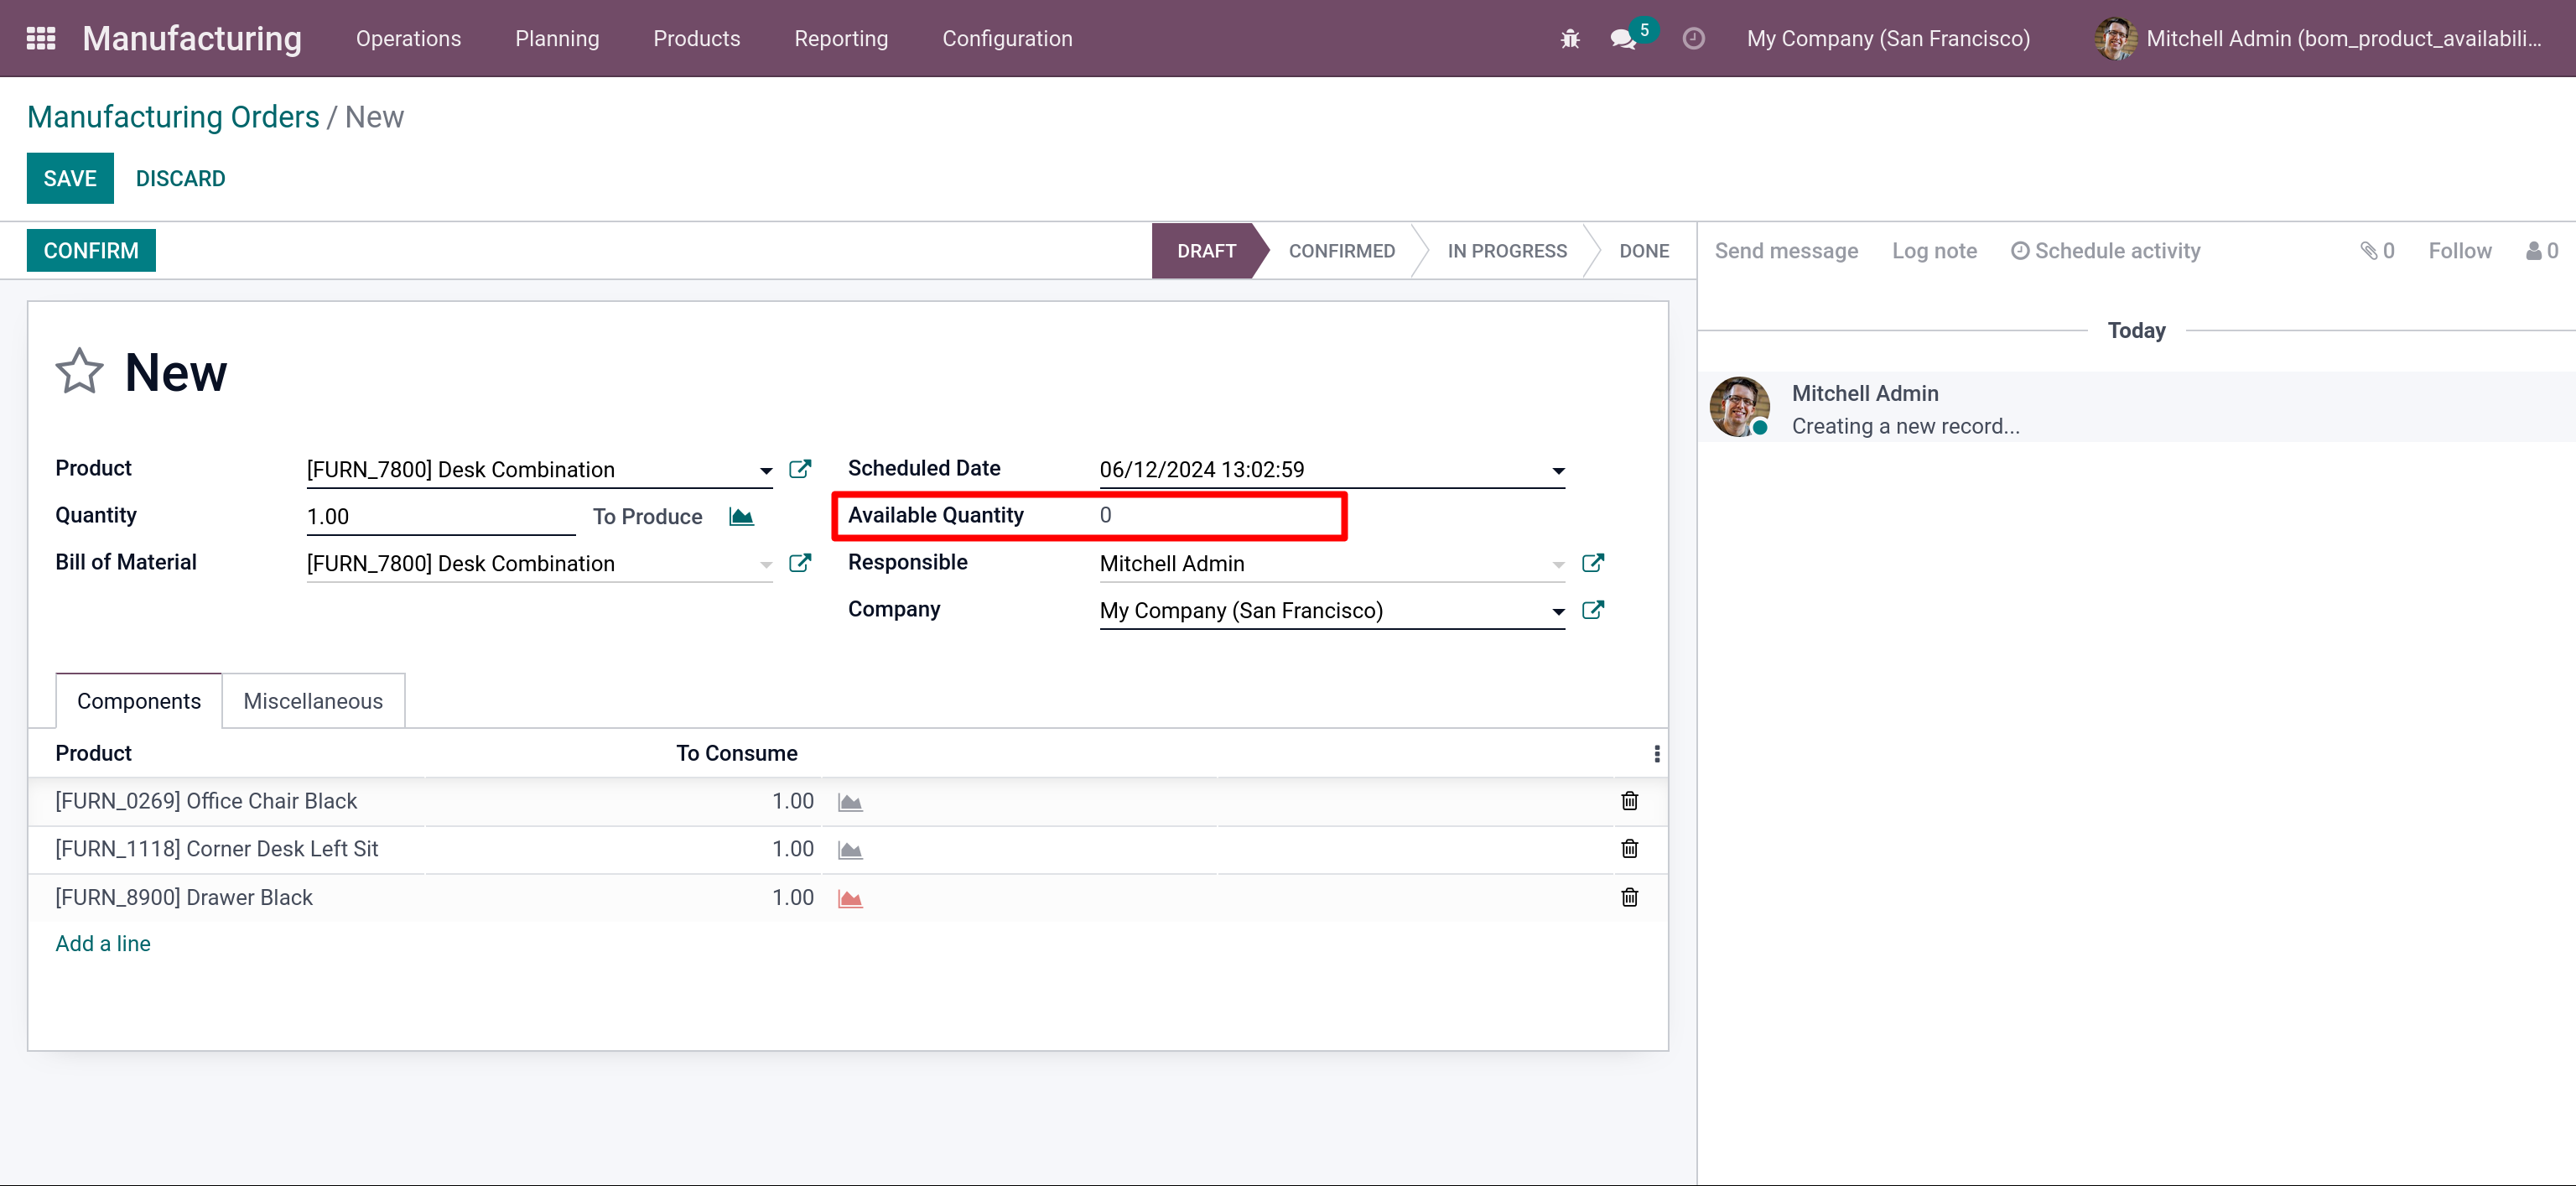 Manufacturing Operations Planning Products Reporting Configuration 5 My Company (San Francisco) Mitchell Admin (bom_product_availabili...
Manufacturing Orders / New
SAVE DISCARD
CONFIRM DRAFT CONFIRMED IN PROGRESS DONE Send message Log note Schedule activity 0 Follow 0
Today
New
Mitchell Admin
Creating a new record...
Product [FURN_7800] Desk Combination Scheduled Date 06/12/2024 13:02:59
Quantity 1.00 To Produce Available Quantity 0
Bill of Material [FURN_7800] Desk Combination Responsible Mitchell Admin
Company My Company (San Francisco)
Components Miscellaneous
Product To Consume
[FURN_0269] Office Chair Black 1.00
[FURN_1118] Corner Desk Left Sit 1.00
[FURN_8900] Drawer Black 1.00
Add a line